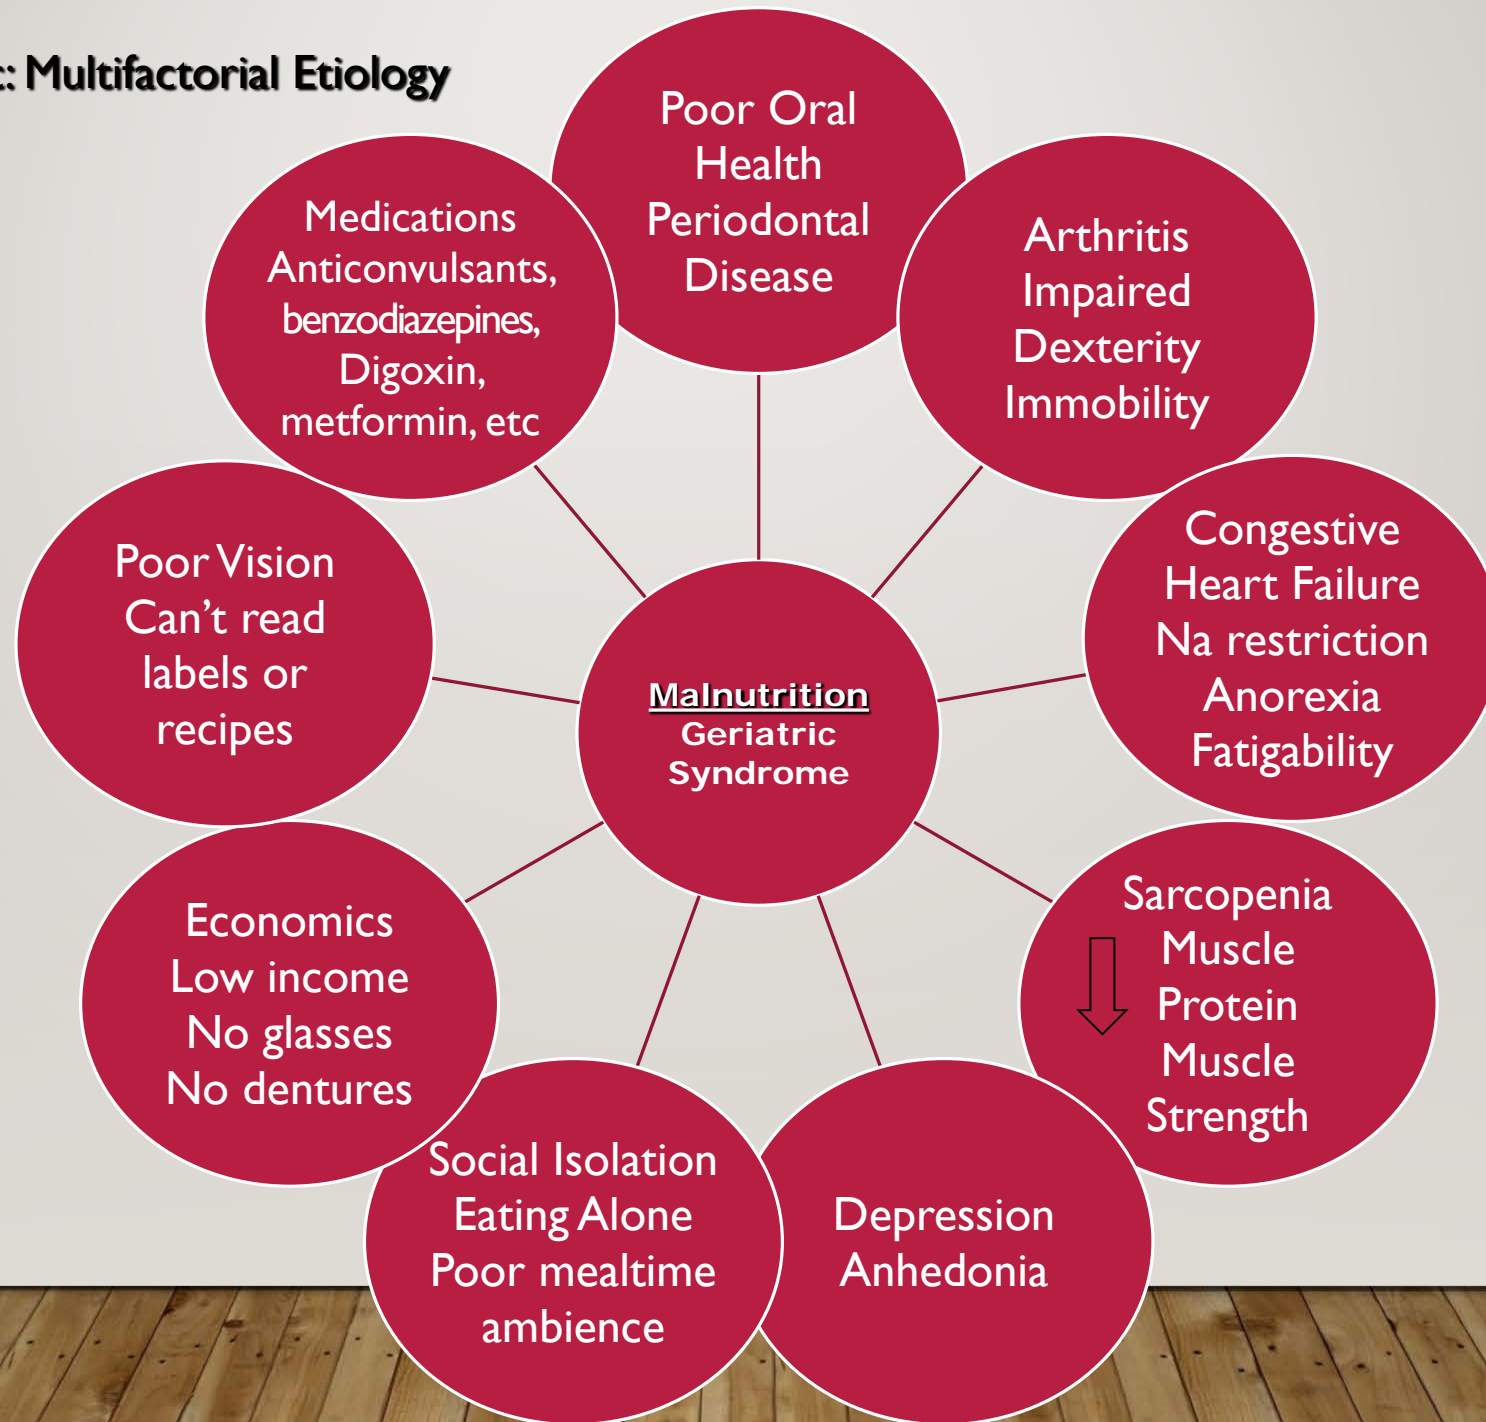 : Multifactorial Etiology
Poor Oral
Health
Periodontal
Disease
Arthritis
Impaired
Dexterity
Immobility
Congestive
Heart Failure
Na restriction
Anorexia
Fatigability
Sarcopenia
Muscle
Protein
Muscle
Strength
Depression
Anhedonia
Social Isolation
Eating Alone
Poor mealtime
ambience
Economics
Low income
No glasses
No dentures
Poor Vision
Can’t read
labels or
recipes
Medications
Anticonvulsants,
benzodiazepines,
Digoxin,
metformin, etc
Malnutrition
Geriatric
Syndrome